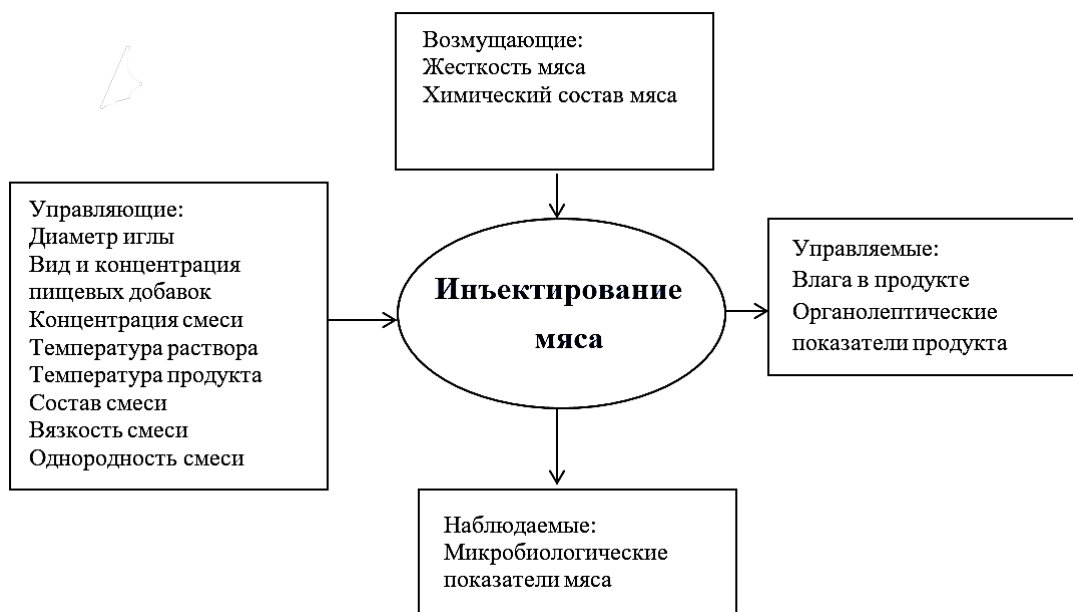 Возмущающие:
Жесткость мяса
Химический состав мяса
Управляющие:
Диаметр иглы
Вид и концентрация
пищевых добавок
Концентрация смеси
Температура раствора
Температура продукта
Состав смеси
Вязкость смеси
Однородность смеси
Инъектирование
мяса
Управляемые:
Влага в продукте
Органолептические
показатели продукта
Наблюдаемые:
Микробиологические
показатели мяса